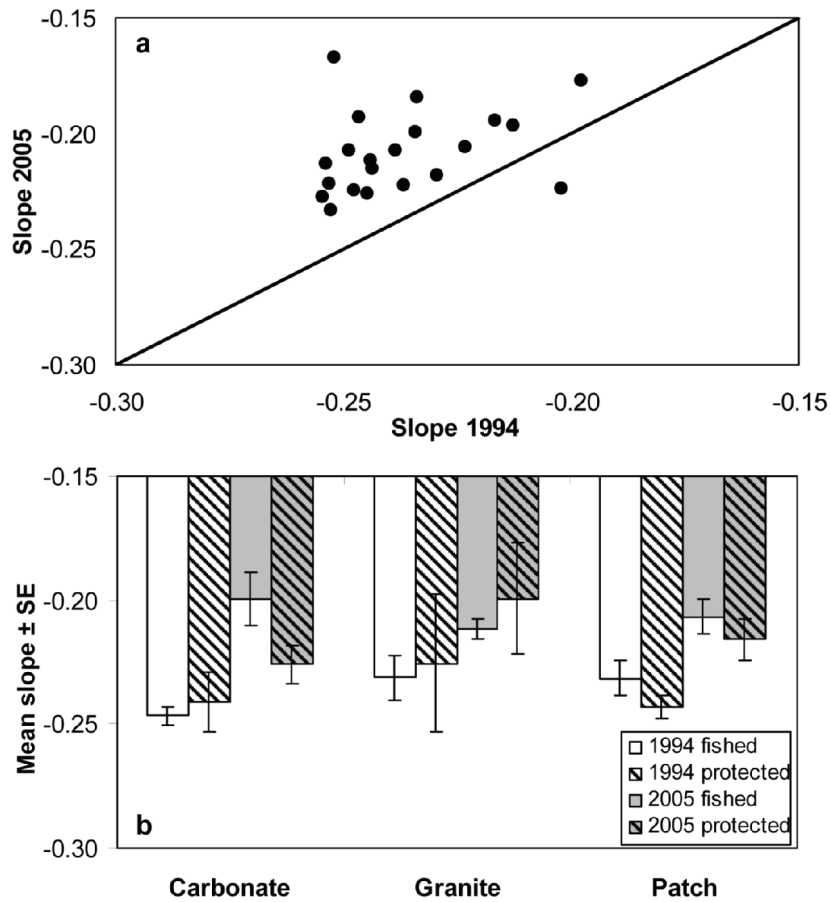 -0.15
a
-0.20
Slope 2005
-0.25
-0.30
-0.30 -0.25 -0.20 -0.15
Slope 1994
-0.15
-0.20
Mean slope ± SE
-0.25
-0.30
1994 fished
1994 protected
2005 fished
2005 protected
b
Carbonate Granite Patch